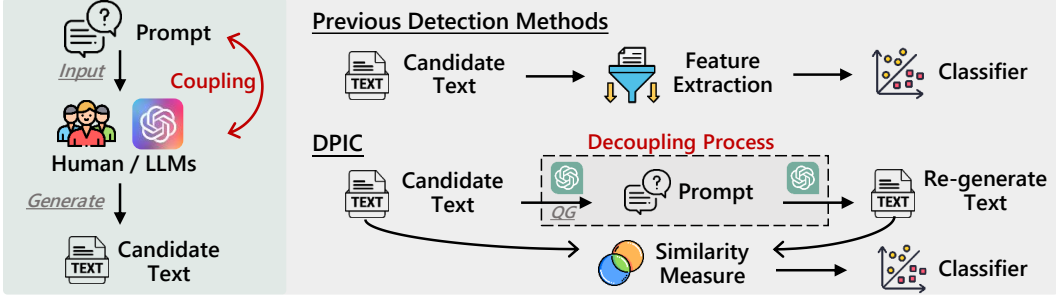 Prompt
Input
Coupling
Human / LLMs
Generate
TEXT
Candidate
Text
Previous Detection Methods
TEXT
Candidate
Text
Feature
Extraction
Classifier
DPIC
Decoupling Process
TEXT
Candidate
Text
QG
Prompt
TEXT
Re-generate
Text
Similarity
Measure
Classifier